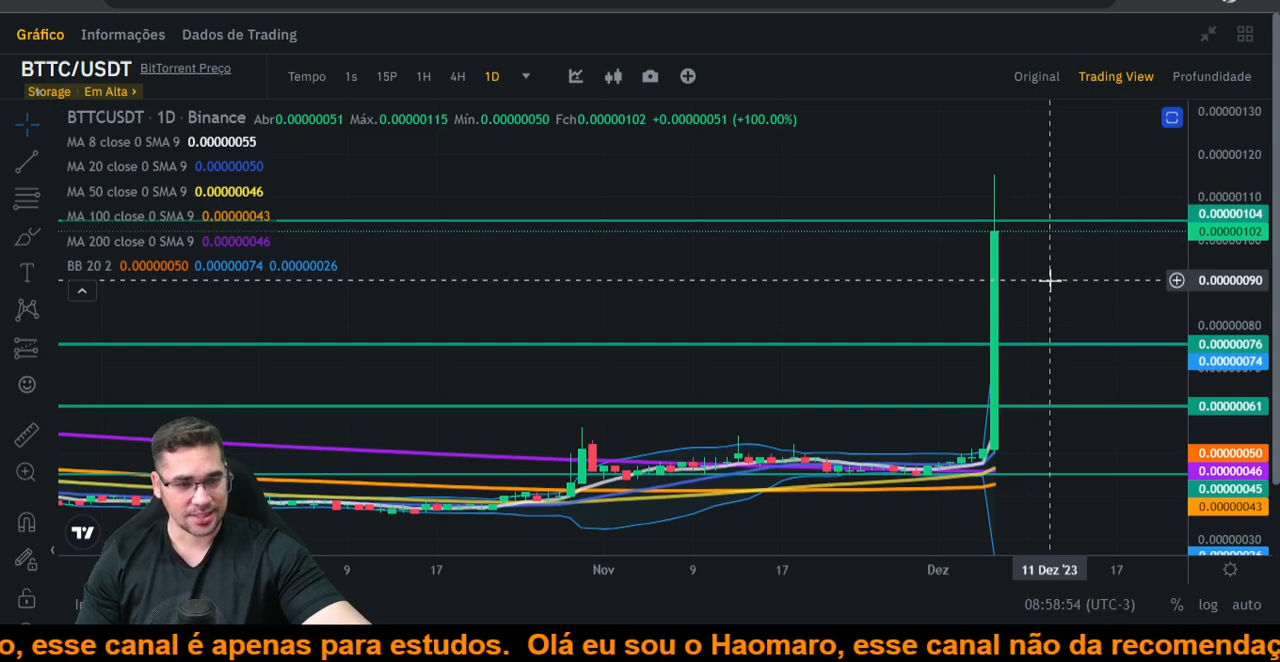 Gráfico Informações Dados de Trading
BTTC/USDT BitTorrent Preço
Storage · Em Alta >
Tempo 1s 15P 1H 4H 1D
Original Trading View Profundidade
BTTCUSDT · 1D · Binance Abr0.00000051 Máx.0.00000115 Mín.0.00000050 Fch0.00000102 +0.00000051 (+100.00%)
MA 8 close 0 SMA 9 0.00000055
MA 20 close 0 SMA 9 0.00000050
MA 50 close 0 SMA 9 0.00000046
MA 100 close 0 SMA 9 0.00000043
MA 200 close 0 SMA 9 0.00000046
BB 20 2 0.00000050 0.00000074 0.00000026
0.00000130
0.00000120
0.00000110
0.00000104
0.00000102
0.00000090
0.00000080
0.00000076
0.00000074
0.00000061
0.00000050
0.00000046
0.00000045
0.00000043
0.00000030
9 17 Nov 9 17 Dez 11 Dez '23 17
08:58:54 (UTC-3) % log auto
o, esse canal é apenas para estudos. Olá eu sou o Haomaro, esse canal não da recomendaç